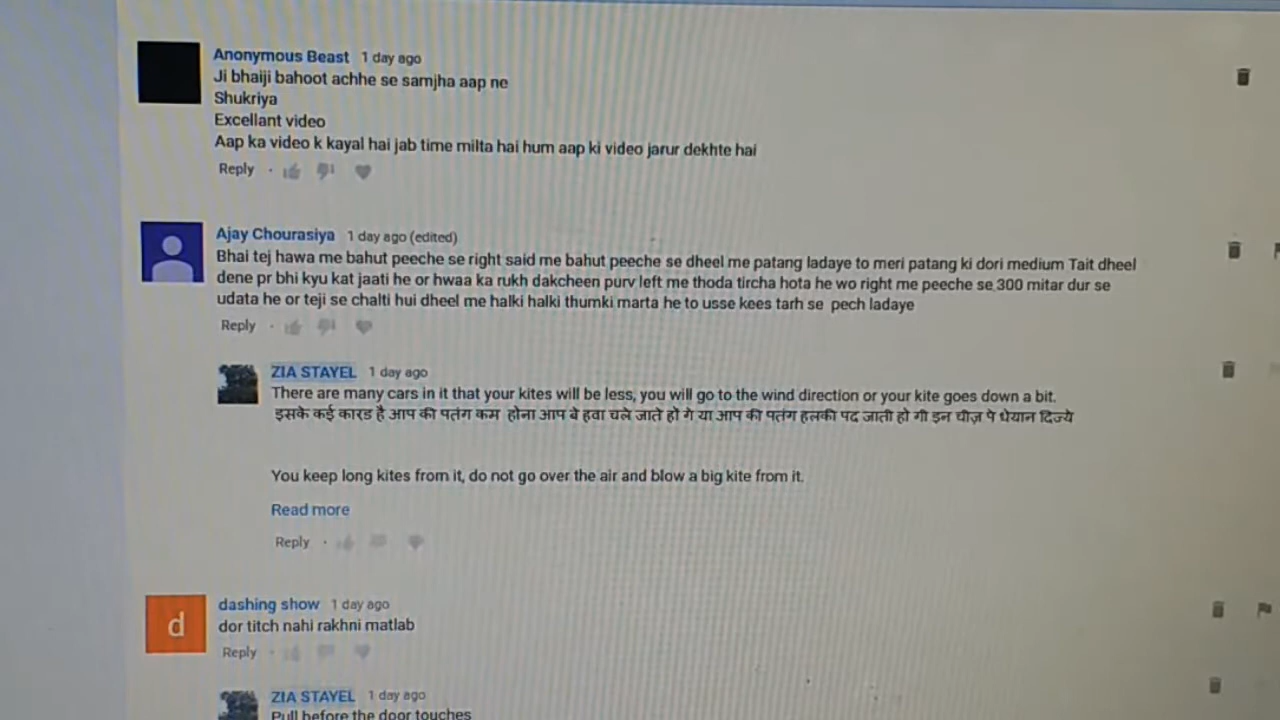 Anonymous Beast 1 day ago
Ji bhaiji bahoot achhe se samjha aap ne
Shukriya
Excellant video
Aap ka video k kayal hai jab time milta hai hum aap ki video jarur dekhte hai
Reply
Ajay Chourasiya 1 day ago (edited)
Bhai tej hawa me bahut peeche se right said me bahut peeche se dheel me patang ladaye to meri patang ki dori medium Tait dheel
dene pr bhi kyu kat jaati he or hwaa ka rukh dakcheen purv left me thoda tircha hota he wo right me peeche se 300 mitar dur se
udata he or teji se chalti hui dheel me halki halki thumki marta he to usse kees tarh se pech ladaye
Reply
ZIA STAYEL 1 day ago
There are many cars in it that your kites will be less, you will go to the wind direction or your kite goes down a bit.
इसके कई कारड है आप की पतंग कम होना आप बे हवा चले जाते हों गे या आप की पतंग हलकी पद जाती हो गी इन चीज़ पे धेयान दिज्ये
You keep long kites from it, do not go over the air and blow a big kite from it.
Read more
Reply
d
dashing show 1 day ago
dor titch nahi rakhni matlab
Reply
ZIA STAYEL 1 day ago
Pull before the door touches